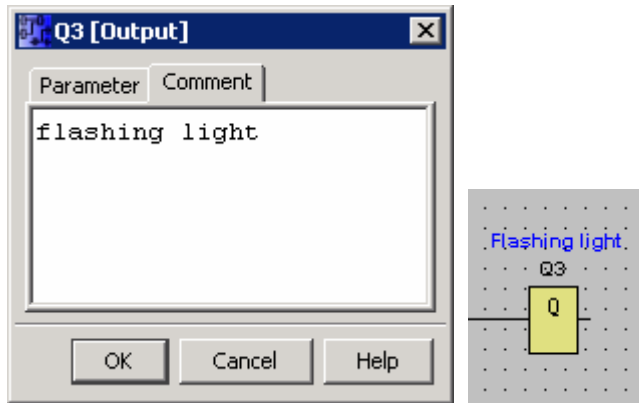 Q3 [Output]
Parameter Comment
flashing light
OK Cancel Help
Flashing light
Q3
Q